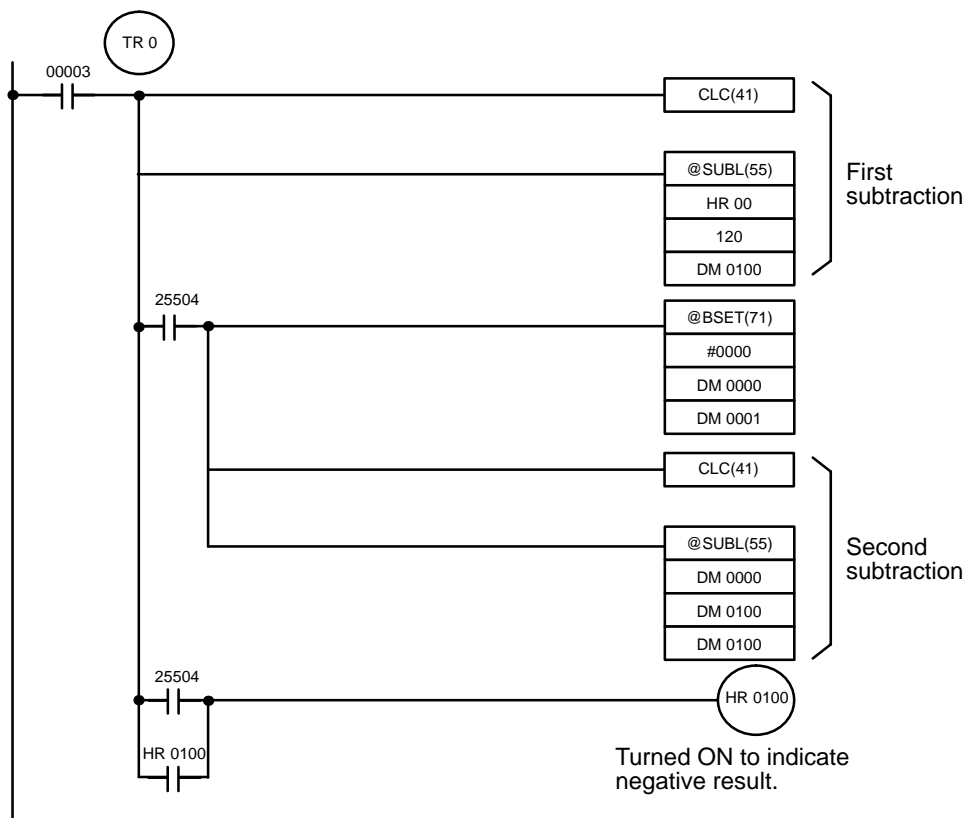 TR 0
00003
CLC(41)
@SUBL(55)
HR 00
120
DM 0100
First
subtraction
25504
@BSET(71)
#0000
DM 0000
DM 0001
CLC(41)
@SUBL(55)
DM 0000
DM 0100
DM 0100
Second
subtraction
25504
HR 0100
HR 0100
Turned ON to indicate
negative result.